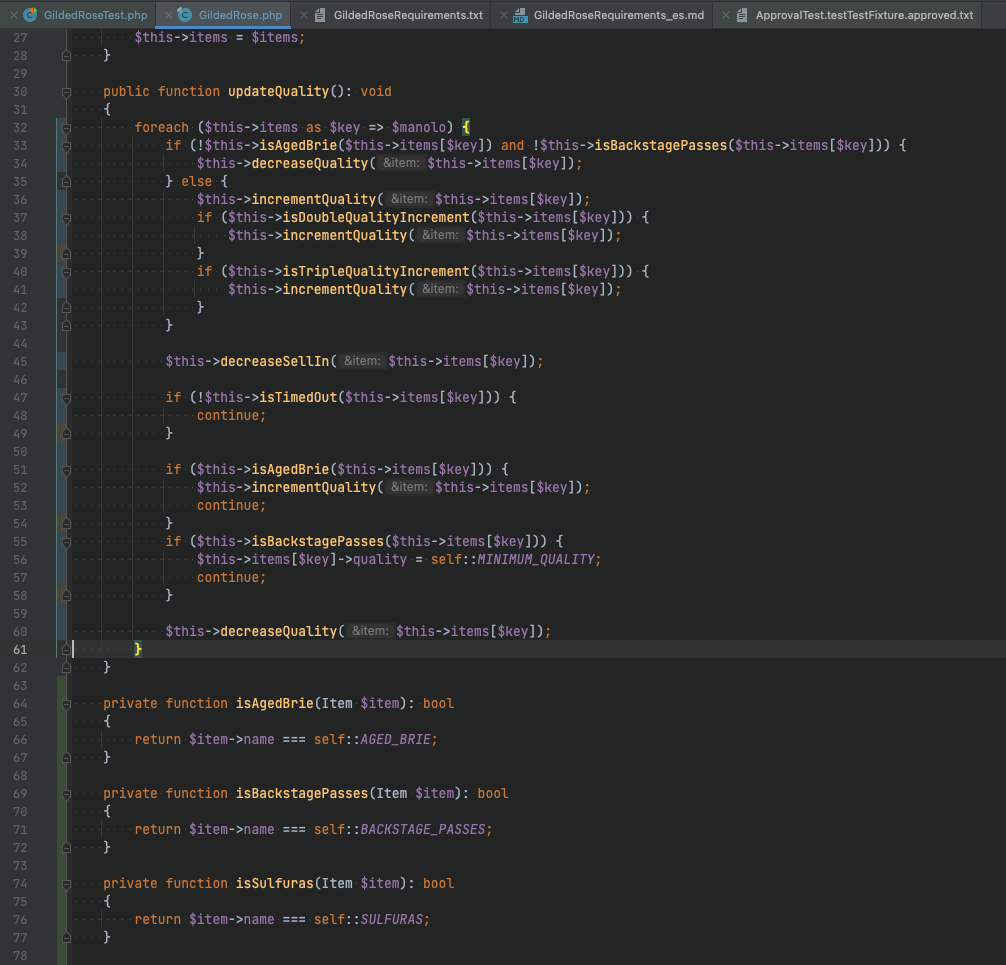 GildedRoseTest.php GildedRose.php GildedRoseRequirements.txt GildedRoseRequirements_es.md ApprovalTest.testTestFixture.approved.txt
27 $this->items = $items;
28 }
29
30 public function updateQuality(): void
31 {
32 foreach ($this->items as $key => $manolo) {
33 if (!$this->isAgedBrie($this->items[$key]) and !$this->isBackstagePasses($this->items[$key])) {
34 $this->decreaseQuality( &item: $this->items[$key]);
35 } else {
36 $this->incrementQuality( &item: $this->items[$key]);
37 if ($this->isDoubleQualityIncrement($this->items[$key])) {
38 $this->incrementQuality( &item: $this->items[$key]);
39 }
40 if ($this->isTripleQualityIncrement($this->items[$key])) {
41 $this->incrementQuality( &item: $this->items[$key]);
42 }
43 }
44
45 $this->decreaseSellIn( &item: $this->items[$key]);
46
47 if (!$this->isTimedOut($this->items[$key])) {
48 continue;
49 }
50
51 if ($this->isAgedBrie($this->items[$key])) {
52 $this->incrementQuality( &item: $this->items[$key]);
53 continue;
54 }
55 if ($this->isBackstagePasses($this->items[$key])) {
56 $this->items[$key]->quality = self::MINIMUM_QUALITY;
57 continue;
58 }
59
60 $this->decreaseQuality( &item: $this->items[$key]);
61 }
62 }
63
64 private function isAgedBrie(Item $item): bool
65 {
66 return $item->name === self::AGED_BRIE;
67 }
68
69 private function isBackstagePasses(Item $item): bool
70 {
71 return $item->name === self::BACKSTAGE_PASSES;
72 }
73
74 private function isSulfuras(Item $item): bool
75 {
76 return $item->name === self::SULFURAS;
77 }
78